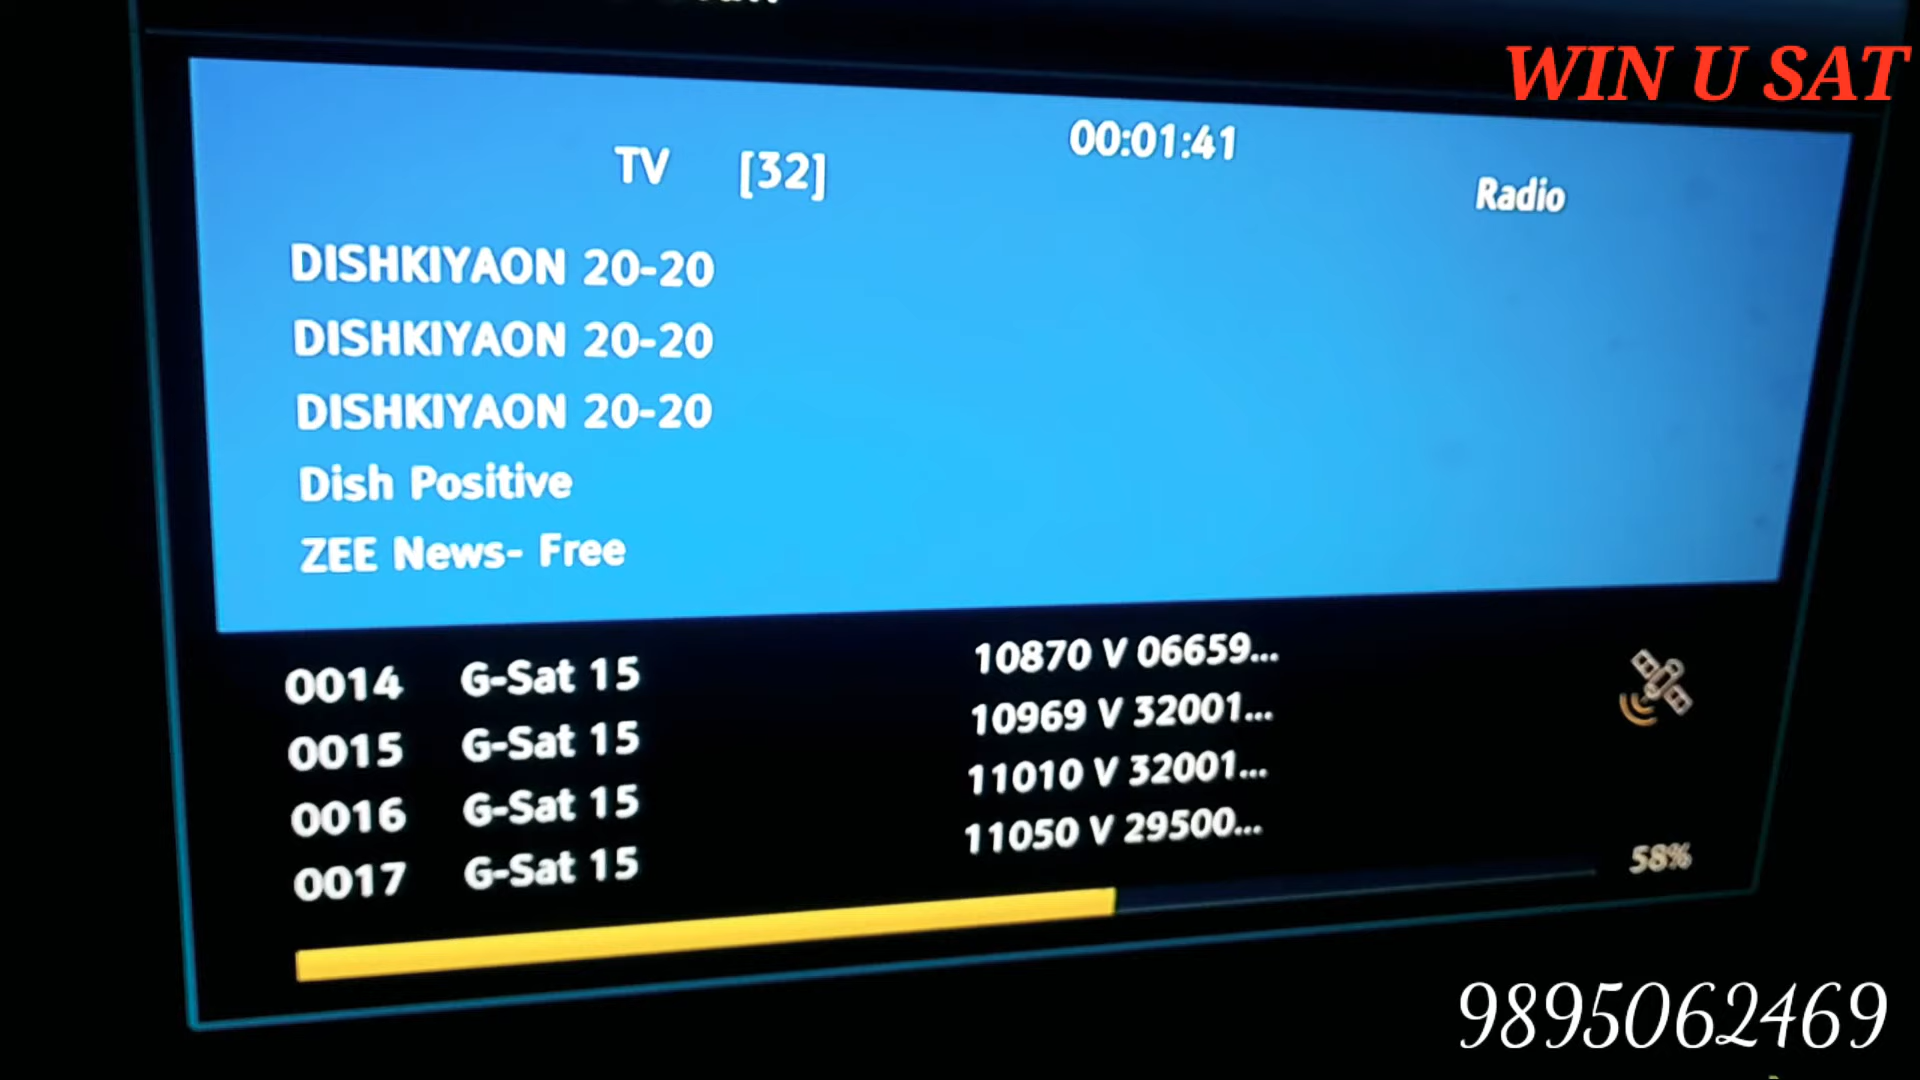 WIN U SAT
00:01:41
TV [32]
Radio
DISHKIYAON 20-20
DISHKIYAON 20-20
DISHKIYAON 20-20
Dish Positive
ZEE News- Free
0014 G-Sat 15 10870 V 06659...
0015 G-Sat 15 10969 V 32001...
0016 G-Sat 15 11010 V 32001...
0017 G-Sat 15 11050 V 29500...
58%
9895062469